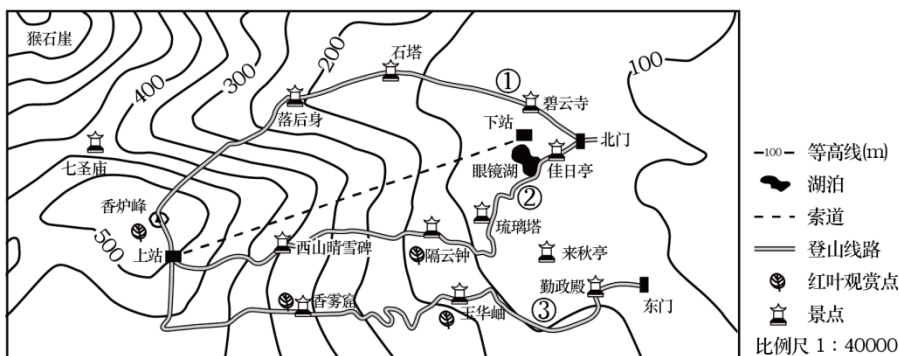 猴石崖
400
300
200
100
石塔
①
碧云寺
落后身
下站
北门
七圣庙
眼镜湖
佳日亭
②
香炉峰
琉璃塔
500
上站
西山晴雪碑
隔云钟
来秋亭
香雾窟
玉华岫
③
勤政殿
东门
—100— 等高线(m)
湖泊
索道
登山线路
红叶观赏点
景点
比例尺 1：40000